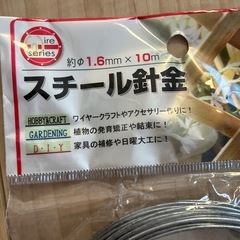 ire
series
約φ1.6mm×10m
スチール針金
HOBBY&CRAFT ワイヤークラフトやアクセサリー作りに！
GARDENING 植物の発育矯正や結束に！
D・I・Y 家具の補修や日曜大工に！